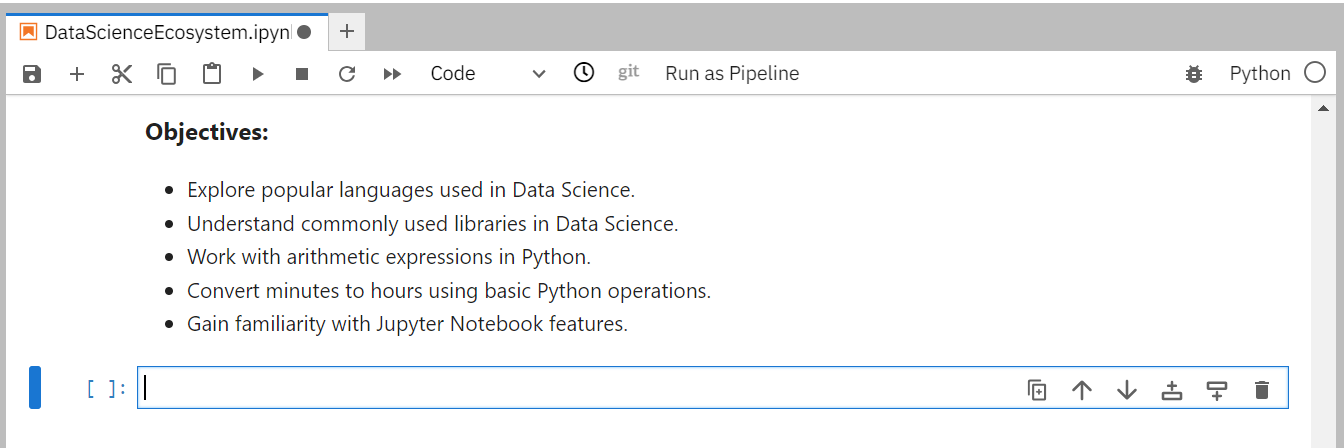 DataScienceEcosystem.ipynl
Code git Run as Pipeline Python
Objectives:
Explore popular languages used in Data Science.
Understand commonly used libraries in Data Science.
Work with arithmetic expressions in Python.
Convert minutes to hours using basic Python operations.
Gain familiarity with Jupyter Notebook features.
[ ]: